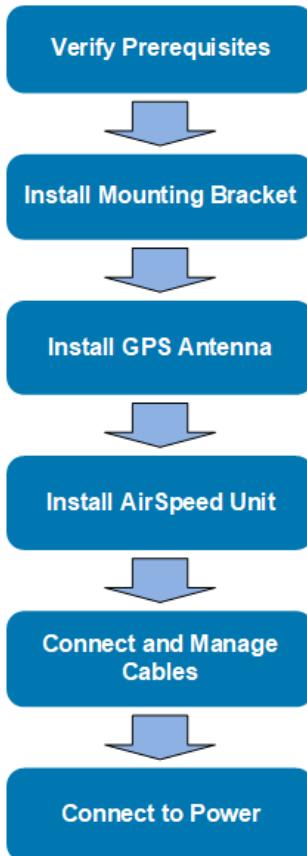 Verify Prerequisites
Install Mounting Bracket
Install GPS Antenna
Install AirSpeed Unit
Connect and Manage
Cables
Connect to Power